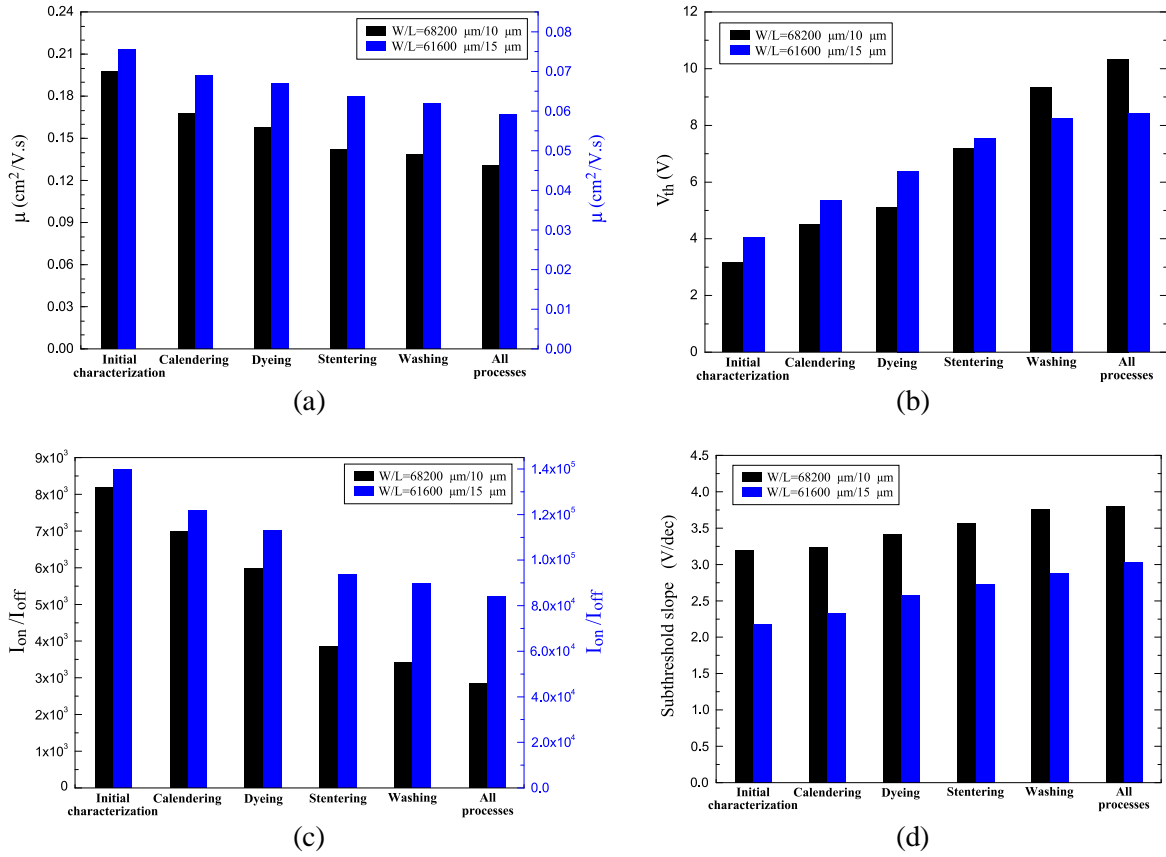 0.24
0.21
0.18
0.15
0.12
0.09
0.06
0.03
0.00
μ (cm²/V.s)
W/L=68200 μm/10 μm
W/L=61600 μm/15 μm
0.08
0.07
0.06
0.05
0.04
0.03
0.02
0.01
0.00
μ (cm²/V.s)
Initial characterization
Calendering
Dyeing
Stentering
Washing
All processes
(a)
12
10
8
6
4
2
0
V_th (V)
W/L=68200 μm/10 μm
W/L=61600 μm/15 μm
Initial characterization
Calendering
Dyeing
Stentering
Washing
All processes
(b)
9x10³
8x10³
7x10³
6x10³
5x10³
4x10³
3x10³
2x10³
1x10³
0
I_on /I_off
W/L=68200 μm/10 μm
W/L=61600 μm/15 μm
1.4x10⁵
1.2x10⁵
1.0x10⁵
8.0x10⁴
6.0x10⁴
4.0x10⁴
2.0x10⁴
0.0
I_on /I_off
Initial characterization
Calendering
Dyeing
Stentering
Washing
All processes
(c)
4.5
4.0
3.5
3.0
2.5
2.0
1.5
1.0
0.5
0.0
Subthreshold slope (V/dec)
W/L=68200 μm/10 μm
W/L=61600 μm/15 μm
Initial characterization
Calendering
Dyeing
Stentering
Washing
All processes
(d)